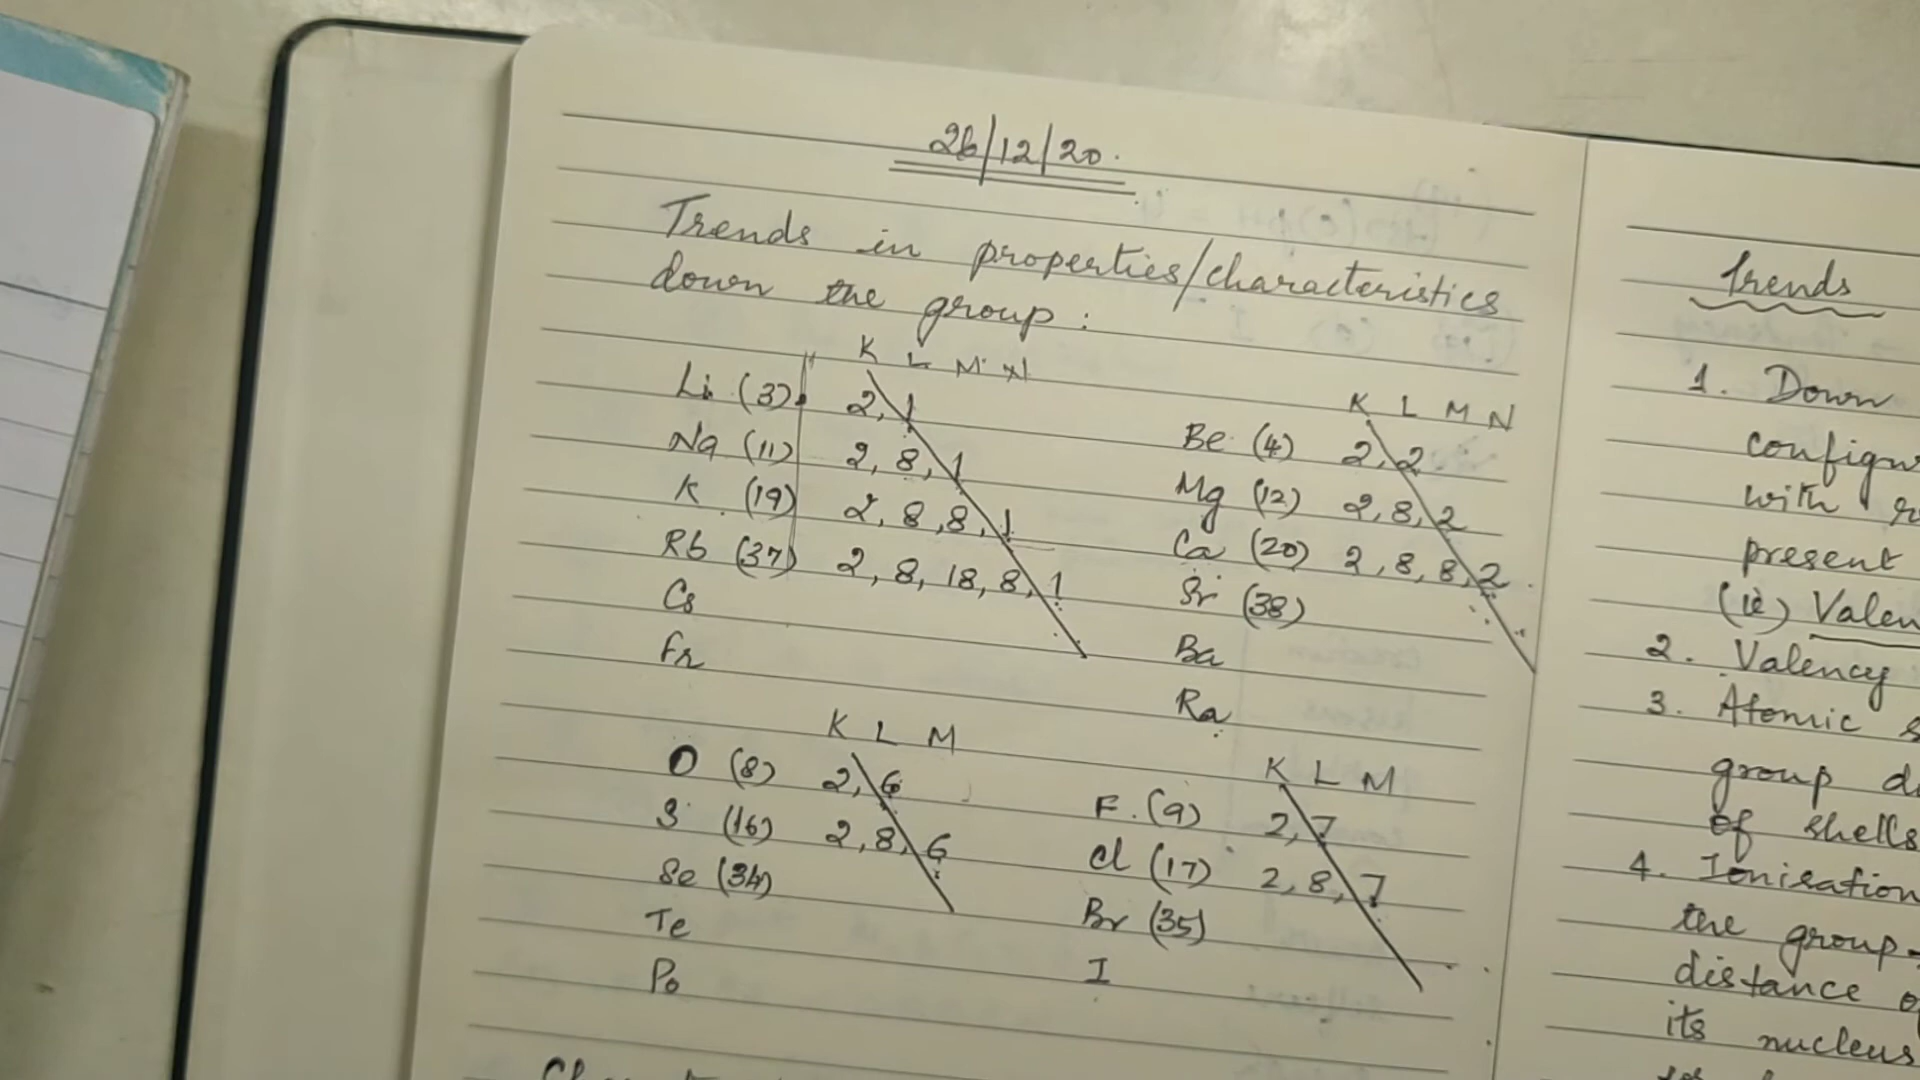 26/12/20.
Trends in properties/characteristics
down the group:
K L M N
Li (3) 2, 1
Na (11) 2, 8, 1
K (19) 2, 8, 8, 1
Rb (37) 2, 8, 18, 8, 1
Cs
Fr
K L M N
Be (4) 2, 2
Mg (12) 2, 8, 2
Ca (20) 2, 8, 8, 2
Sr (38)
Ba
Ra
K L M
O (8) 2, 6
S (16) 2, 8, 6
Se (34)
Te
Po
K L M
F. (9) 2, 7
Cl (17) 2, 8, 7
Br (35)
I
Trends
1. Down
with
present
(ie)
2. Valency
3. Atomic
group
of shells
4. Ionisation
the group
distance
its nucleus